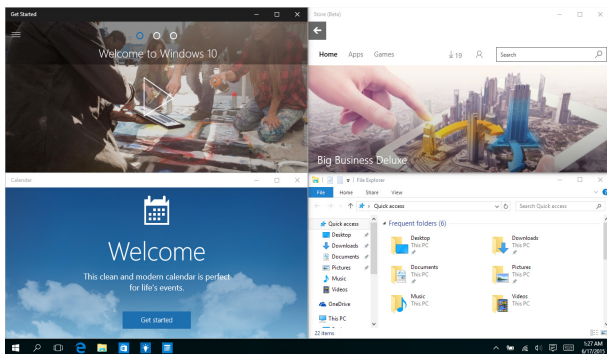 Get Started
Welcome to Windows 10
Store (Beta)
Home Apps Games 19 Search
Big Business Deluxe
Calendar
Welcome
This clean and modern calendar is perfect
for life's events.
Get started
File Explorer
File Home Share View
Quick access Search Quick access
Quick access
Desktop
Downloads
Documents
Pictures
Music
Videos
OneDrive
This PC
Frequent folders (6)
Desktop
This PC
Downloads
This PC
Documents
This PC
Pictures
This PC
Music
This PC
Videos
This PC
22 items
1:27 AM
6/17/2015